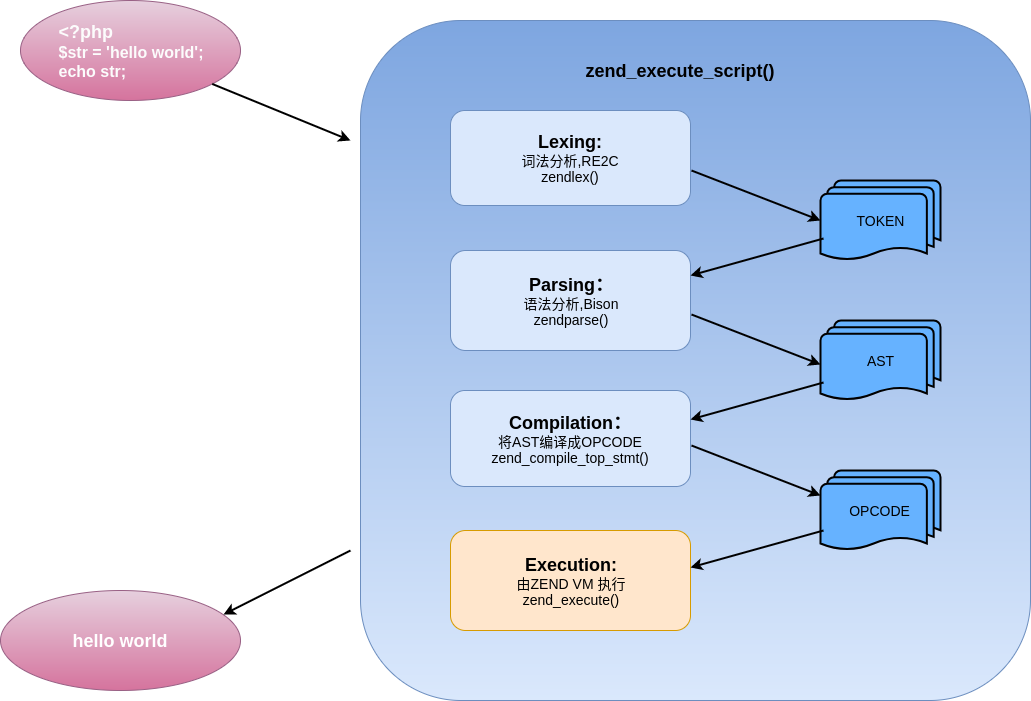 <?php
$str = 'hello world';
echo str;
zend_execute_script()
Lexing:
词法分析,RE2C
zendlex()
TOKEN
Parsing：
语法分析,Bison
zendparse()
AST
Compilation：
将AST编译成OPCODE
zend_compile_top_stmt()
OPCODE
Execution:
由ZEND VM 执行
zend_execute()
hello world